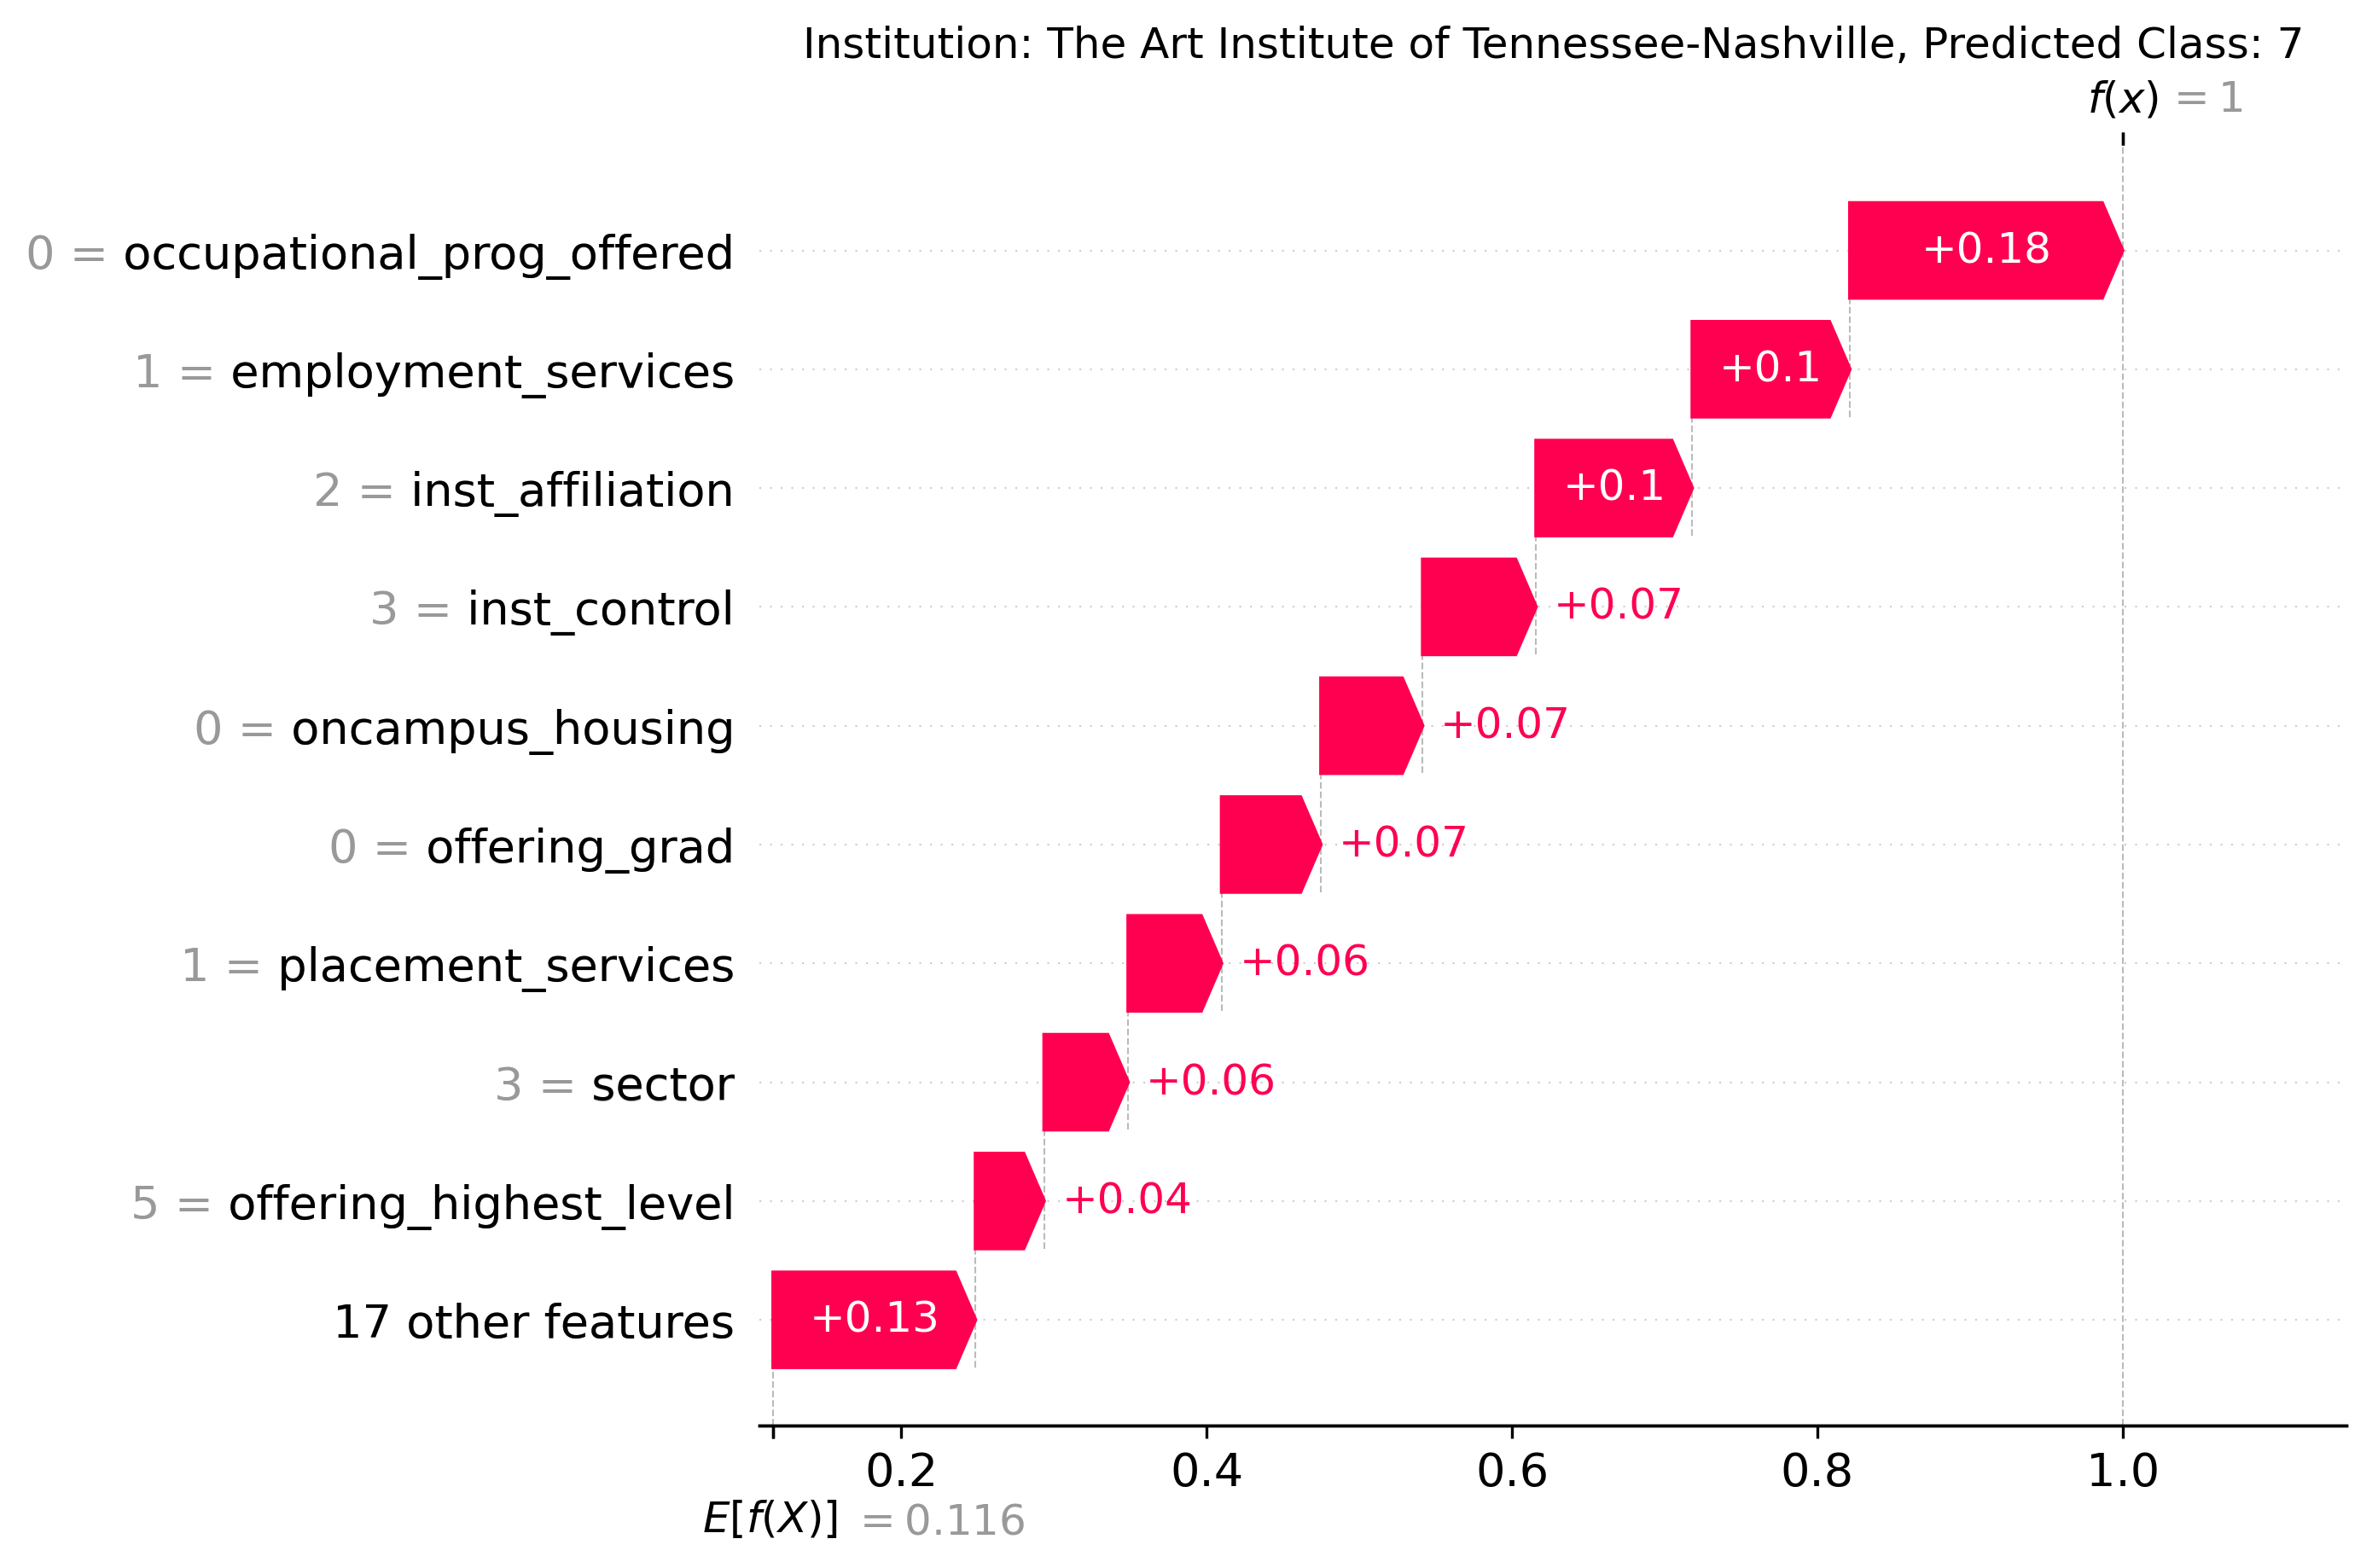 Institution: The Art Institute of Tennessee-Nashville, Predicted Class: 7
f(x) = 1
0 = occupational_prog_offered +0.18
1 = employment_services +0.1
2 = inst_affiliation +0.1
3 = inst_control +0.07
0 = oncampus_housing +0.07
0 = offering_grad +0.07
1 = placement_services +0.06
3 = sector +0.06
5 = offering_highest_level +0.04
17 other features +0.13
0.2 0.4 0.6 0.8 1.0
E[f(X)] = 0.116